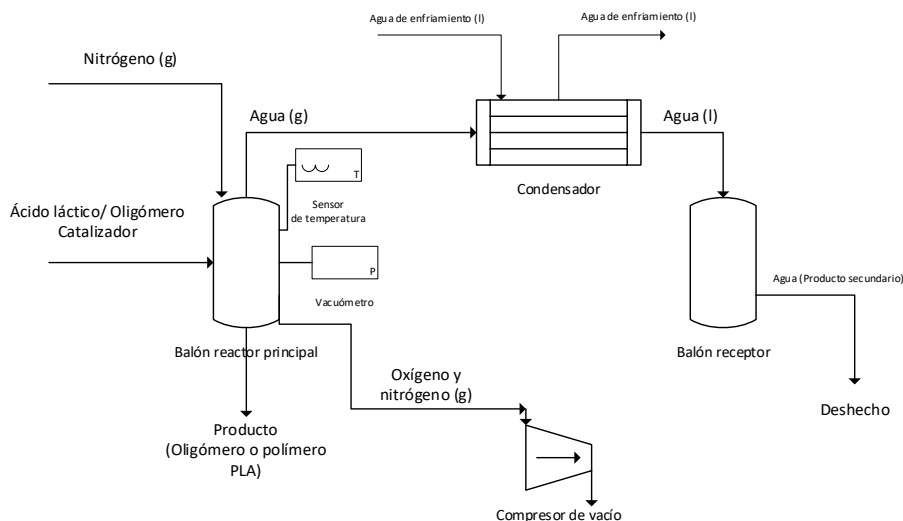 Agua de enfriamiento (l)
Agua de enfriamiento (l)
Nitrógeno (g)
Agua (g)
Agua (l)
T
Condensador
Sensor
de temperatura
Ácido láctico/ Oligómero
Catalizador
P
Vacuómetro
Agua (Producto secundario)
Balón reactor principal
Balón receptor
Oxígeno y
nitrógeno (g)
Deshecho
Producto
(Oligómero o polímero
PLA)
Compresor de vacío